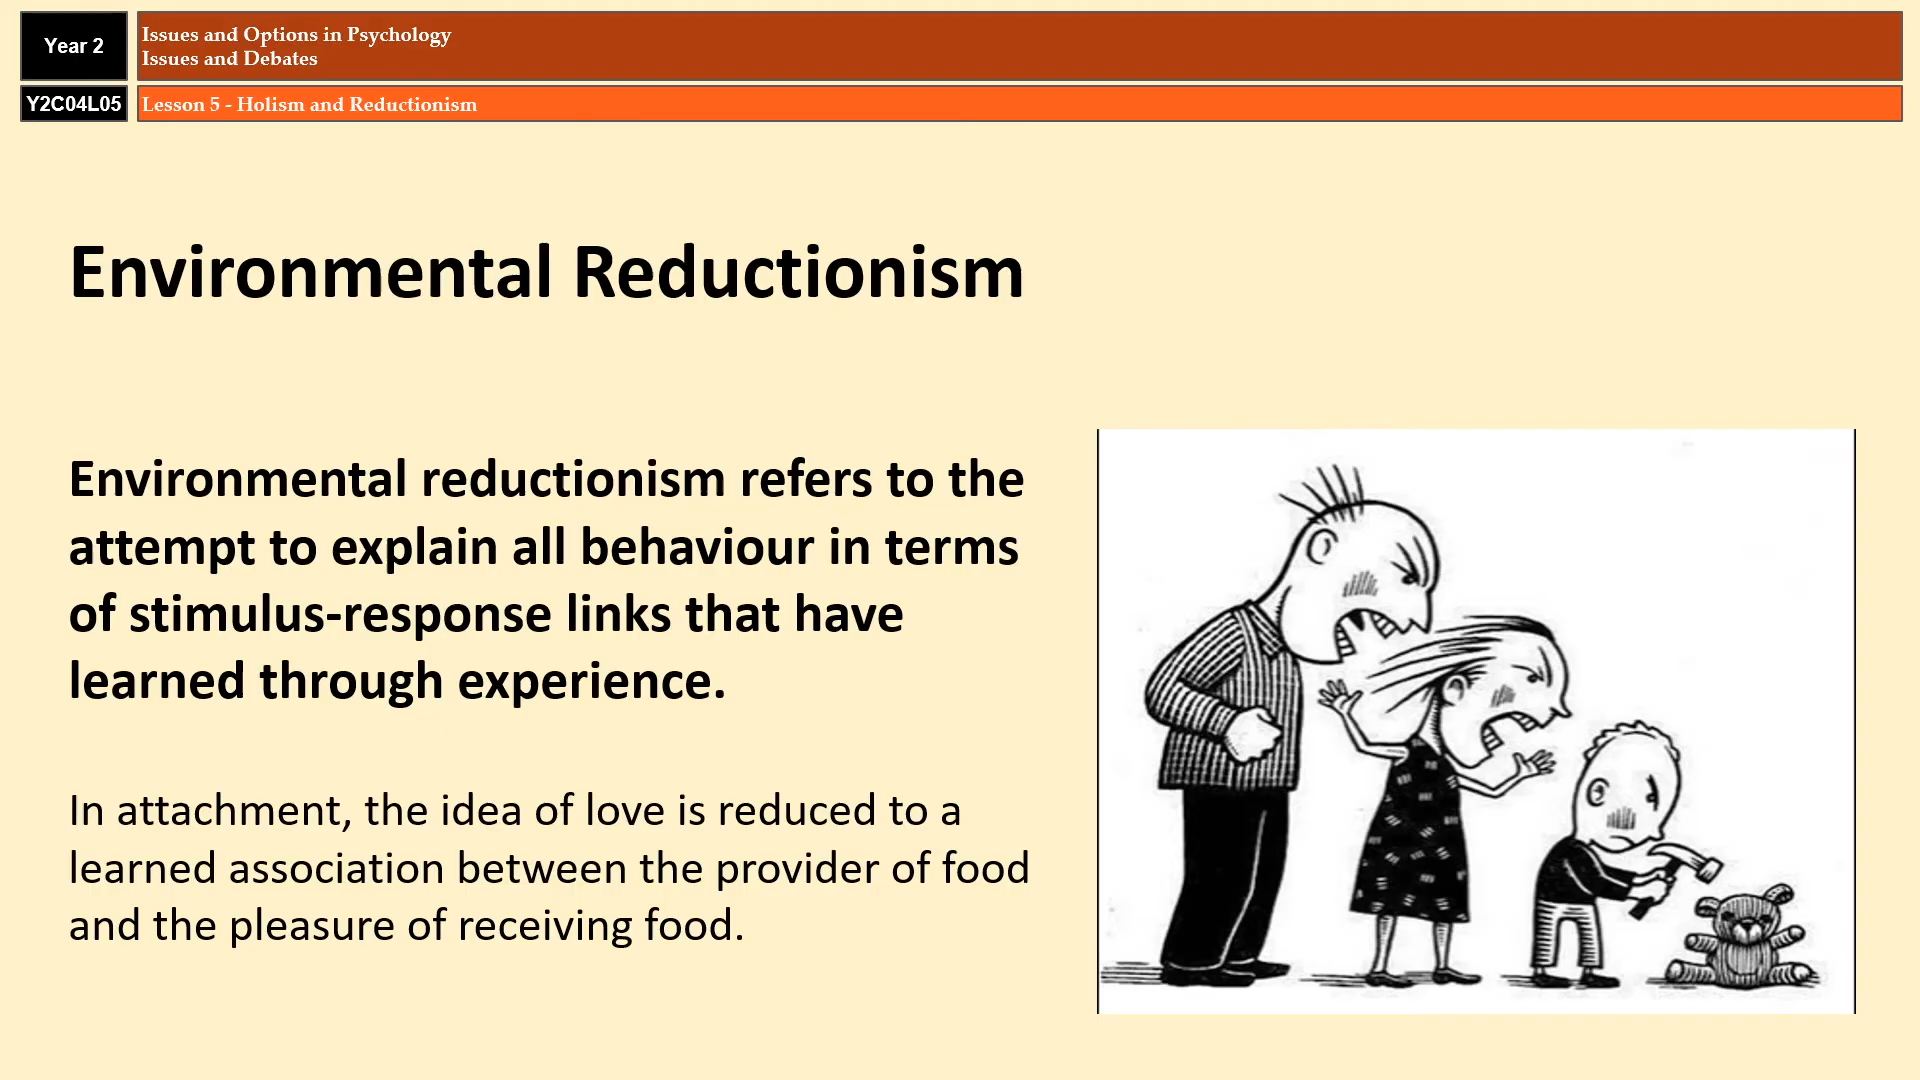 Year 2
Issues and Options in Psychology
Issues and Debates
Y2C04L05
Lesson 5 - Holism and Reductionism
Environmental Reductionism
Environmental reductionism refers to the
attempt to explain all behaviour in terms
of stimulus-response links that have
learned through experience.
In attachment, the idea of love is reduced to a
learned association between the provider of food
and the pleasure of receiving food.